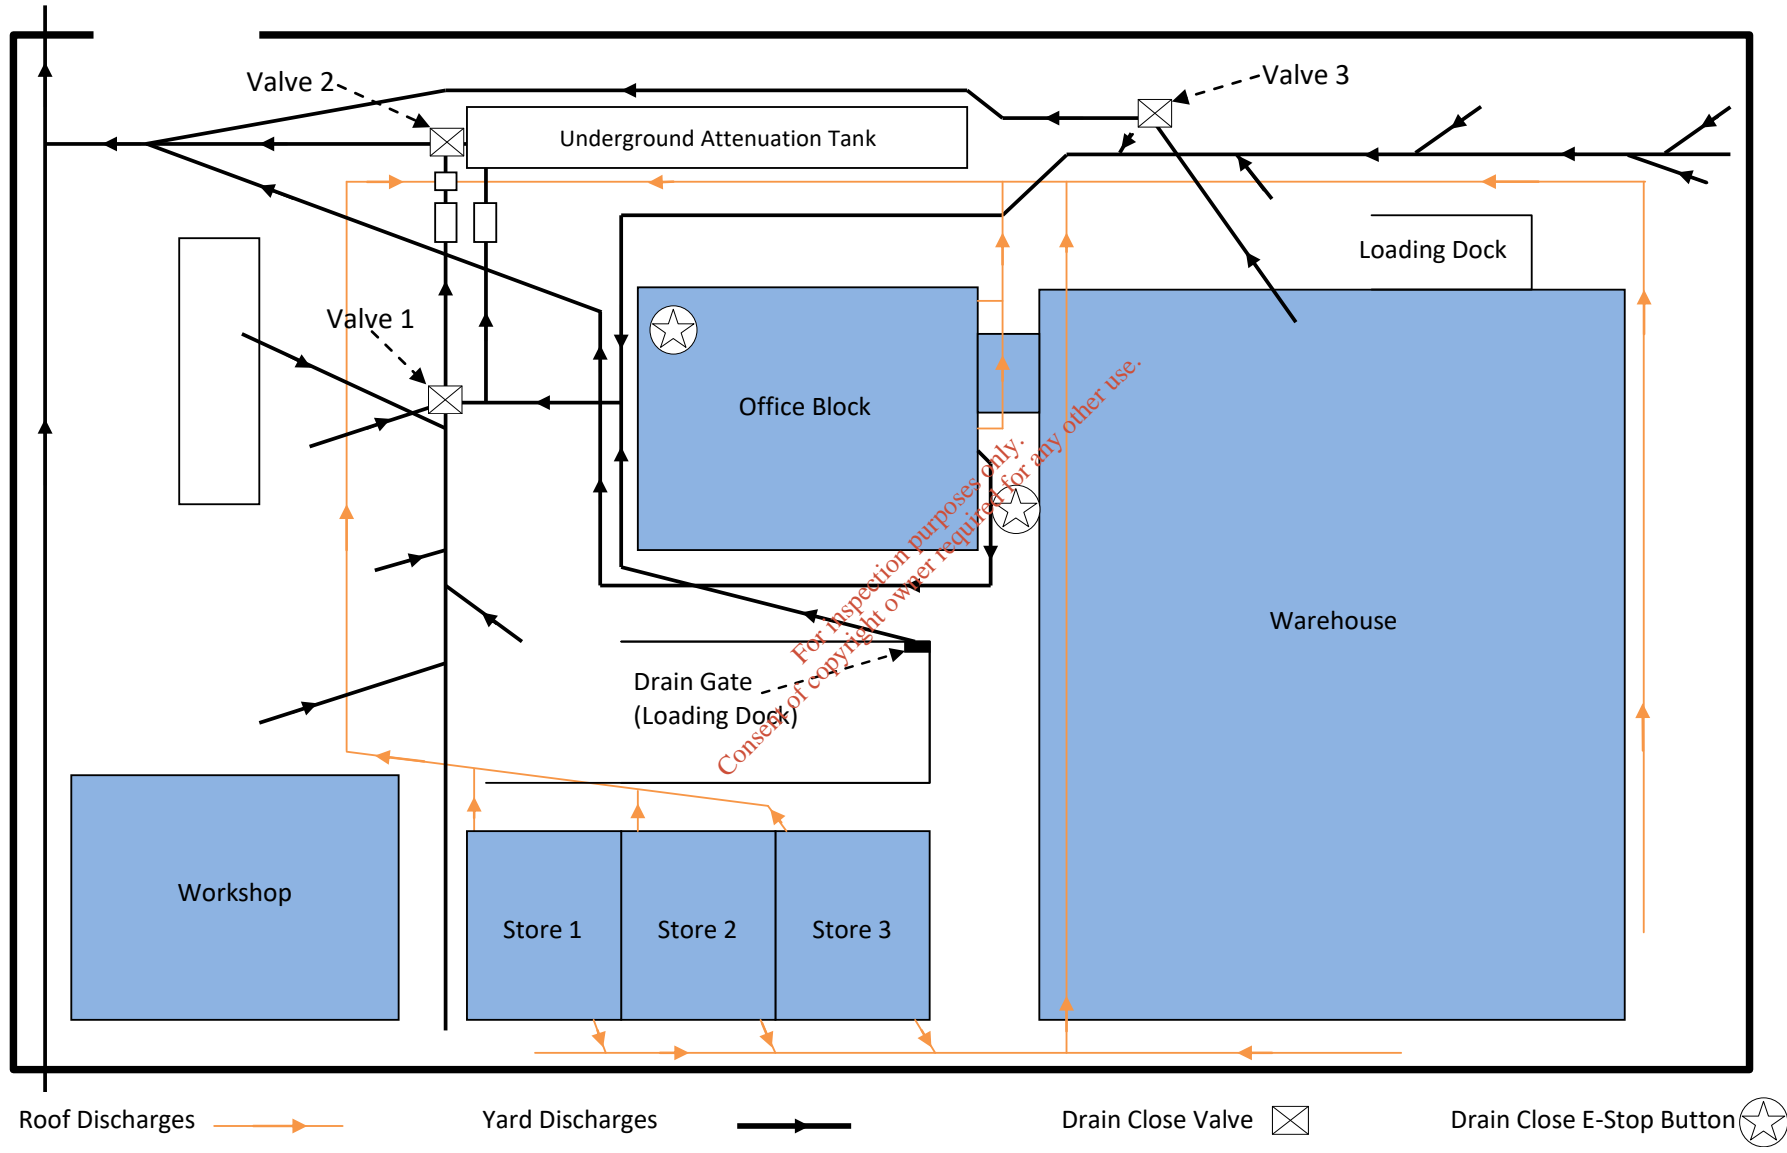 Valve 2
Valve 3
Underground Attenuation Tank
Loading Dock
Valve 1
Office Block
For inspection purposes only.
Consent of copyright owner required for any other use.
Warehouse
Drain Gate
(Loading Dock)
Workshop
Store 1
Store 2
Store 3
Roof Discharges
Yard Discharges
Drain Close Valve
Drain Close E-Stop Button